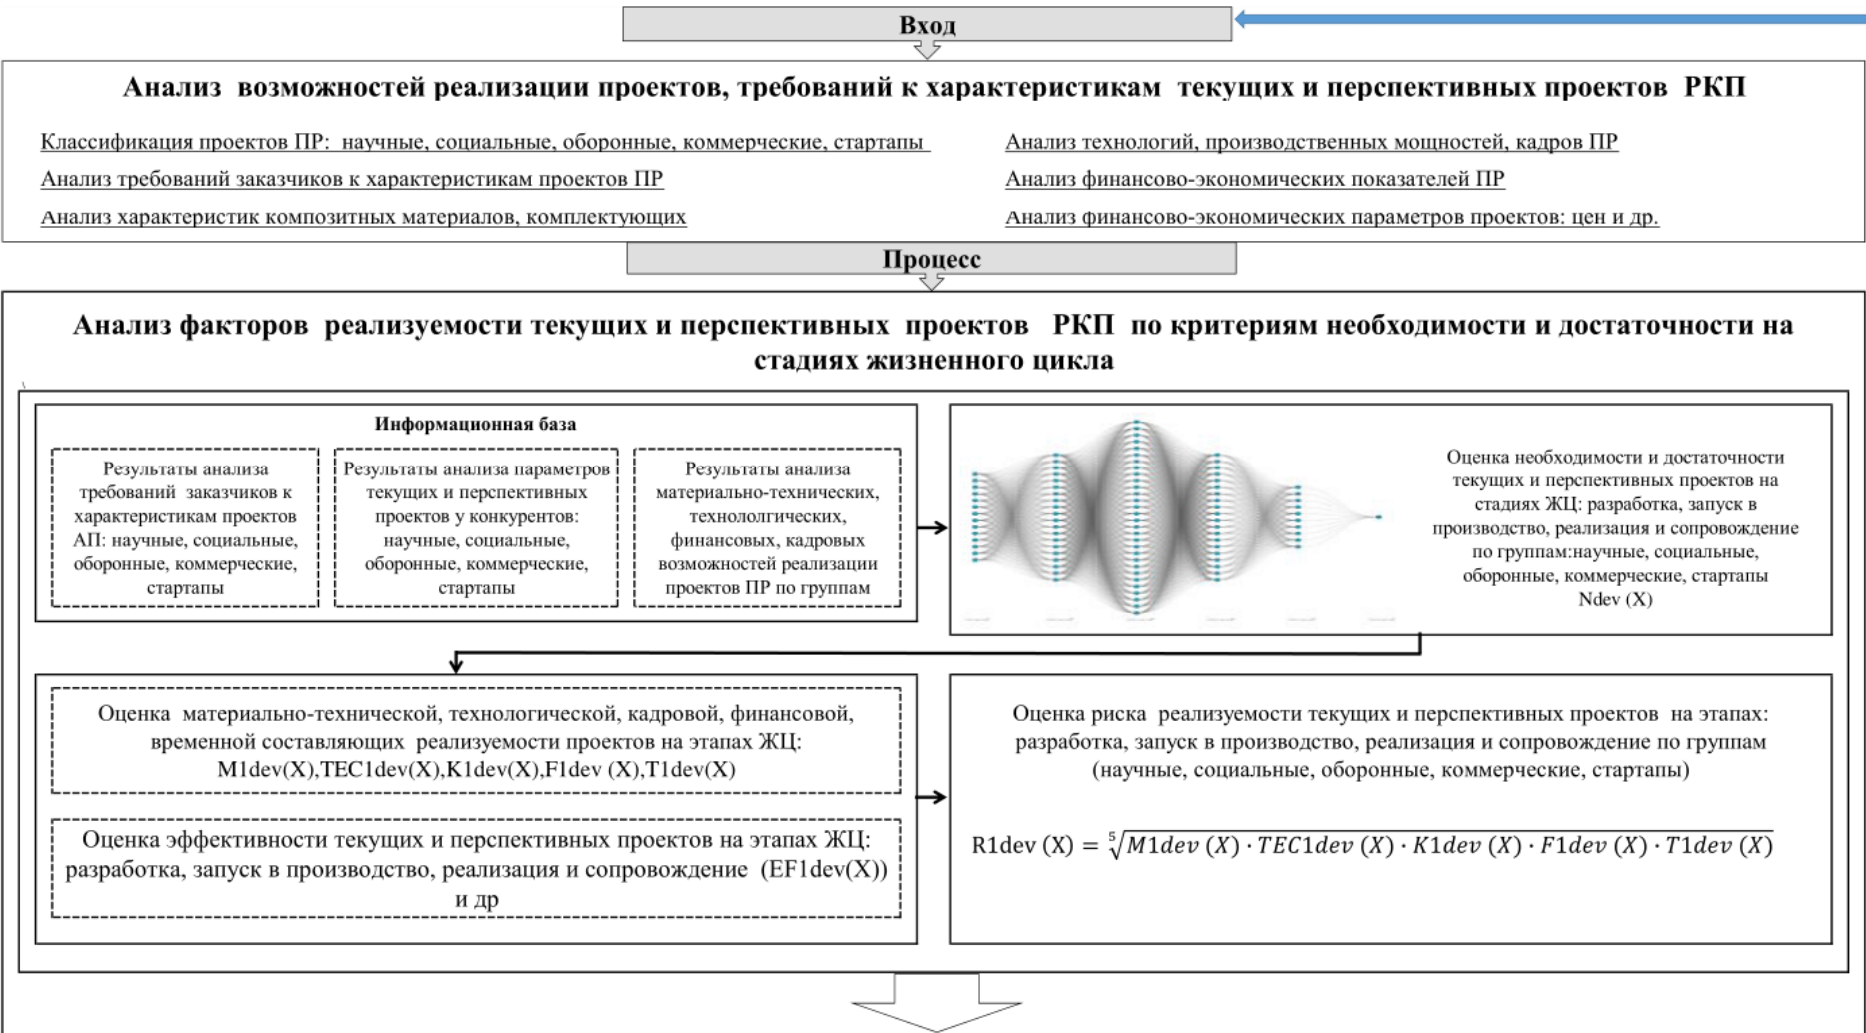 Вход
Анализ возможностей реализации проектов, требований к характеристикам текущих и перспективных проектов РКП
Классификация проектов ПР: научные, социальные, оборонные, коммерческие, стартапы
Анализ требований заказчиков к характеристикам проектов ПР
Анализ характеристик композитных материалов, комплектующих
Анализ технологий, производственных мощностей, кадров ПР
Анализ финансово-экономических показателей ПР
Анализ финансово-экономических параметров проектов: цен и др.
Процесс
Анализ факторов реализуемости текущих и перспективных проектов РКП по критериям необходимости и достаточности на
стадиях жизненного цикла
Информационная база
Результаты анализа
требований заказчиков к
характеристикам проектов
АП: научные, социальные,
оборонные, коммерческие,
стартапы
Результаты анализа параметров
текущих и перспективных
проектов у конкурентов:
научные, социальные,
оборонные, коммерческие,
стартапы
Результаты анализа
материально-технических,
технололгических,
финансовых, кадровых
возможностей реализации
проектов ПР по группам
Оценка необходимости и достаточности
текущих и перспективных проектов на
стадиях ЖЦ: разработка, запуск в
производство, реализация и сопровождение
по группам:научные, социальные,
оборонные, коммерческие, стартапы
Ndev (X)
Оценка материально-технической, технологической, кадровой, финансовой,
временной составляющих реализуемости проектов на этапах ЖЦ:
M1dev(X),TEC1dev(X),K1dev(X),F1dev (X),T1dev(X)
Оценка эффективности текущих и перспективных проектов на этапах ЖЦ:
разработка, запуск в производство, реализация и сопровождение (EF1dev(X))
и др
Оценка риска реализуемости текущих и перспективных проектов на этапах:
разработка, запуск в производство, реализация и сопровождение по группам
(научные, социальные, оборонные, коммерческие, стартапы)
R1dev (X) = ⁵√M1dev (X) · TEC1dev (X) · K1dev (X) · F1dev (X) · T1dev (X)